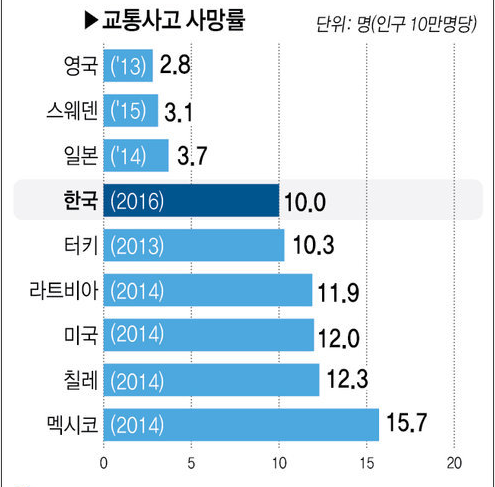 ▶교통사고 사망률
단위: 명(인구 10만명당)
영국 ('13) 2.8
스웨덴 ('15) 3.1
일본 ('14) 3.7
한국 (2016) 10.0
터키 (2013) 10.3
라트비아 (2014) 11.9
미국 (2014) 12.0
칠레 (2014) 12.3
멕시코 (2014) 15.7
0 5 10 15 20